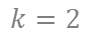 k = 2